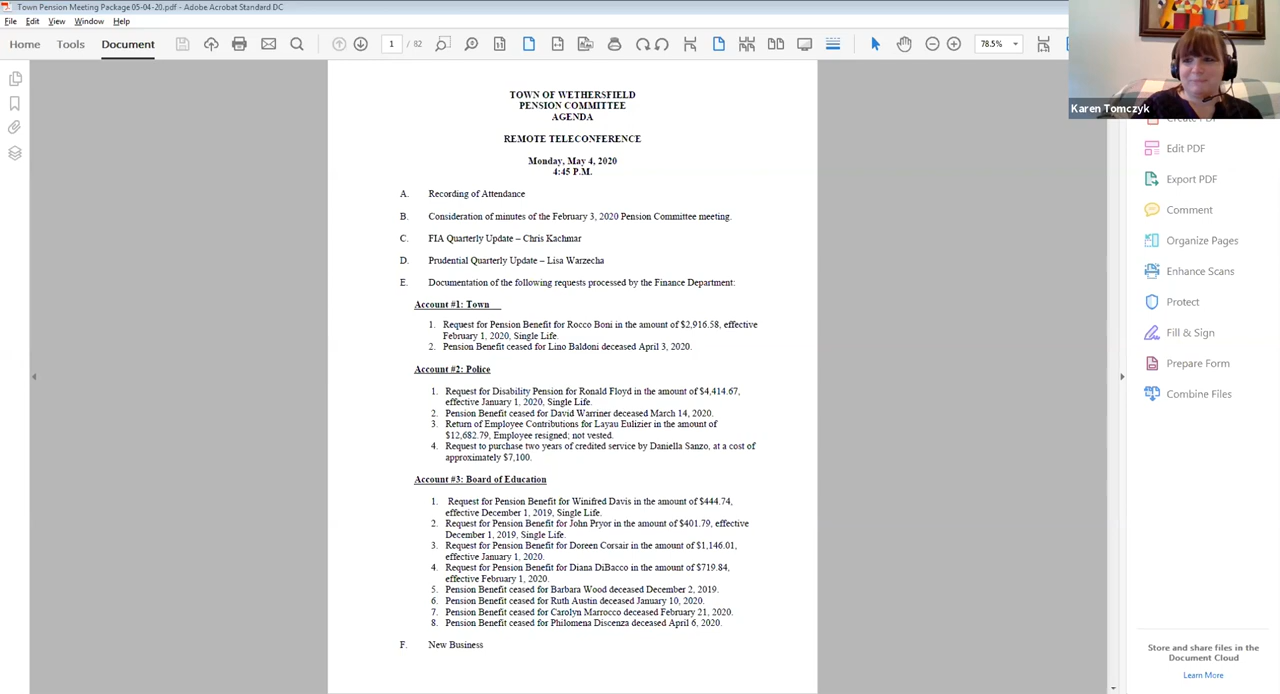 Town Pension Meeting Package 05-04-20.pdf - Adobe Acrobat Standard DC
File Edit View Window Help
Home Tools Document 1 / 82 78.5%
Karen Tomczyk
TOWN OF WETHERSFIELD
PENSION COMMITTEE
AGENDA
REMOTE TELECONFERENCE
Monday, May 4, 2020
4:45 P.M.
A. Recording of Attendance
B. Consideration of minutes of the February 3, 2020 Pension Committee meeting.
C. FIA Quarterly Update – Chris Kachmar
D. Prudential Quarterly Update – Lisa Warzecha
E. Documentation of the following requests processed by the Finance Department:
Account #1: Town
1. Request for Pension Benefit for Rocco Boni in the amount of $2,916.58, effective
February 1, 2020, Single Life.
2. Pension Benefit ceased for Lino Baldoni deceased April 3, 2020.
Account #2: Police
1. Request for Disability Pension for Ronald Floyd in the amount of $4,414.67,
effective January 1, 2020, Single Life.
2. Pension Benefit ceased for David Warriner deceased March 14, 2020.
3. Return of Employee Contributions for Layau Eulizier in the amount of
$12,682.79, Employee resigned; not vested.
4. Request to purchase two years of credited service by Daniella Sanzo, at a cost of
approximately $7,100.
Account #3: Board of Education
1. Request for Pension Benefit for Winifred Davis in the amount of $444.74,
effective December 1, 2019, Single Life.
2. Request for Pension Benefit for John Pryor in the amount of $401.79, effective
December 1, 2019, Single Life.
3. Request for Pension Benefit for Doreen Corsair in the amount of $1,146.01,
effective January 1, 2020.
4. Request for Pension Benefit for Diana DiBacco in the amount of $719.84,
effective February 1, 2020.
5. Pension Benefit ceased for Barbara Wood deceased December 2, 2019.
6. Pension Benefit ceased for Ruth Austin deceased January 10, 2020.
7. Pension Benefit ceased for Carolyn Marrocco deceased February 21, 2020.
8. Pension Benefit ceased for Philomena Discenza deceased April 6, 2020.
F. New Business
Create PDF
Edit PDF
Export PDF
Comment
Organize Pages
Enhance Scans
Protect
Fill & Sign
Prepare Form
Combine Files
Store and share files in the
Document Cloud
Learn More